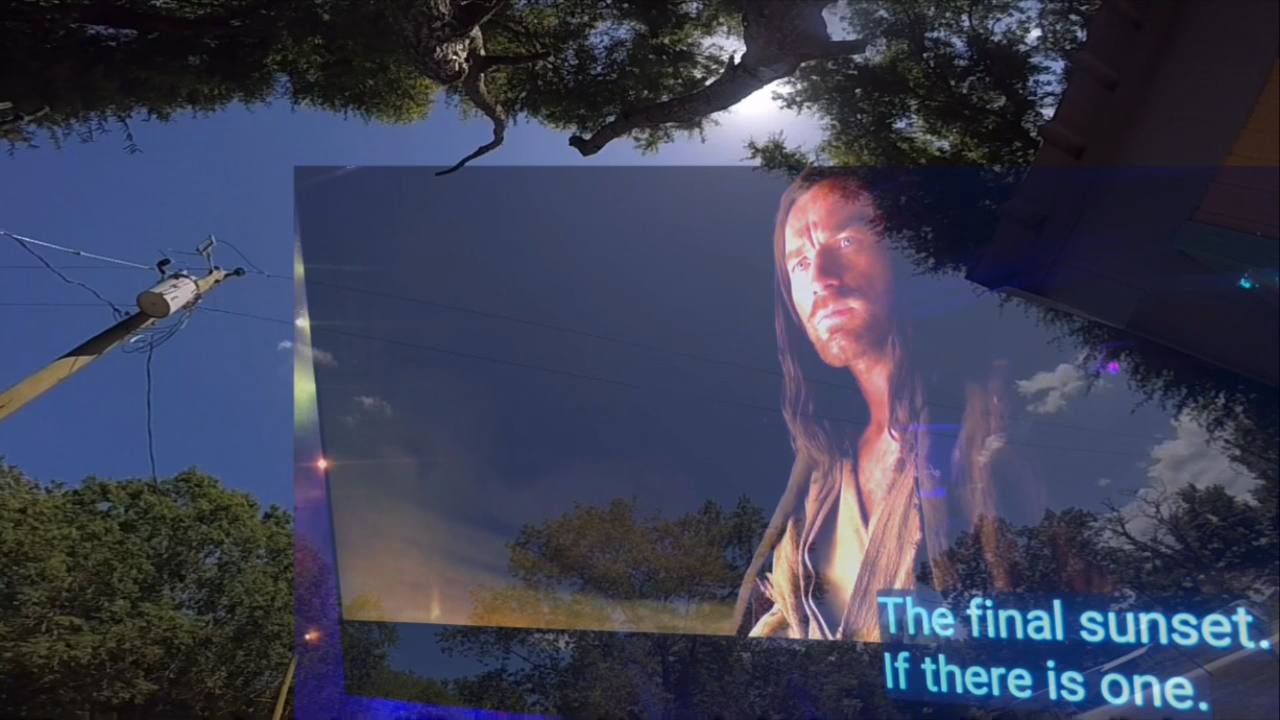 The final sunset.
If there is one.